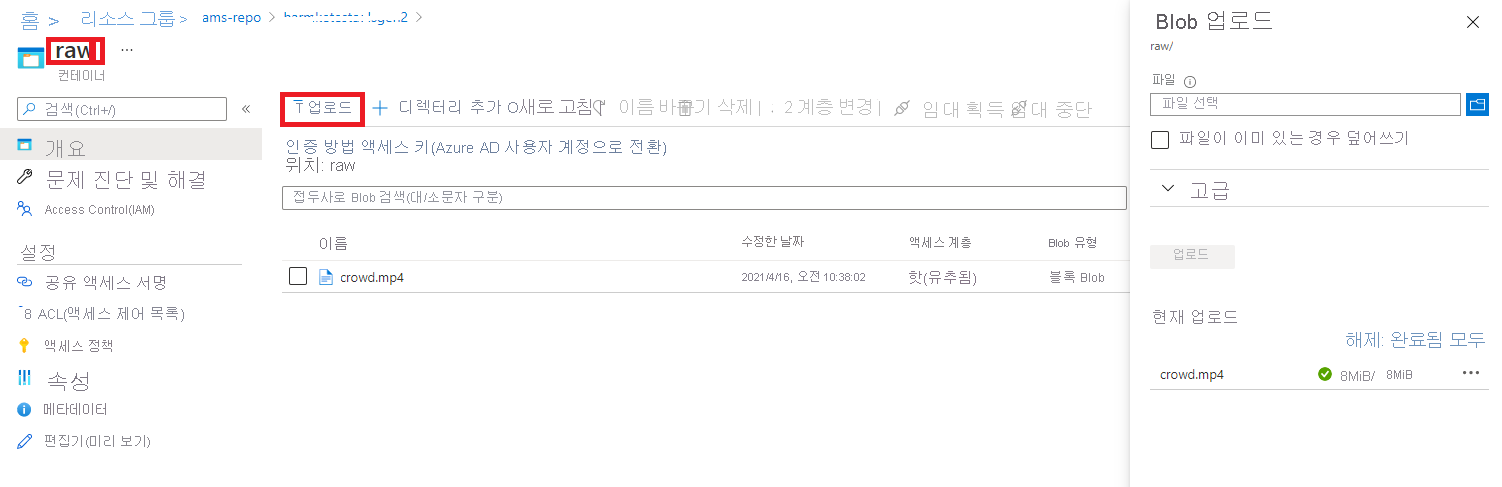 홈 > 리소스 그룹 > ams-repo >
raw ...
컨테이너
검색(Ctrl+/) «
개요
문제 진단 및 해결
Access Control(IAM)
설정
공유 액세스 서명
8 ACL(액세스 제어 목록)
액세스 정책
속성
메타데이터
편집기(미리 보기)
업로드 + 디렉터리 추가 O새로 고침 이름 바꾸기 삭제 | . 2 계층 변경 | 임대 획득 임대 중단
인증 방법 액세스 키(Azure AD 사용자 계정으로 전환)
위치: raw
접두사로 Blob 검색(대/소문자 구분)
이름 수정한 날짜 액세스 계층 Blob 유형
crowd.mp4 2021/4/16, 오전 10:38:02 핫(유추됨) 블록 Blob
Blob 업로드
raw/
파일
파일 선택
파일이 이미 있는 경우 덮어쓰기
고급
업로드
현재 업로드
해제: 완료됨 모두
crowd.mp4 8MiB/ 8MiB ...